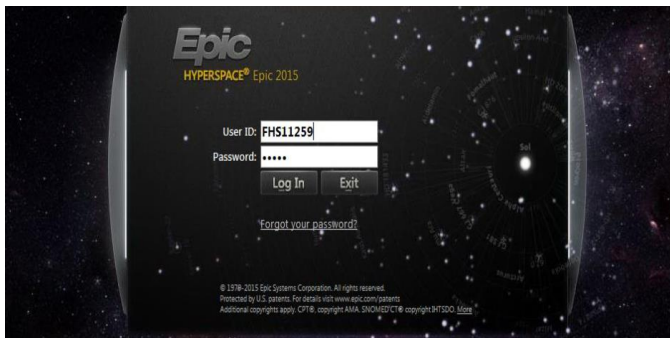 Epic
HYPERSPACE® Epic 2015
User ID: FHS11259
Password: •••••
Log In Exit
Forgot your password?
Sol
© 1979-2015 Epic Systems Corporation. All rights reserved.
Protected by U.S. patents. For details visit www.epic.com/patents
Additional copyrights apply. CPT®, copyright AMA. SNOMED'CT® copyright IHTSDO. More